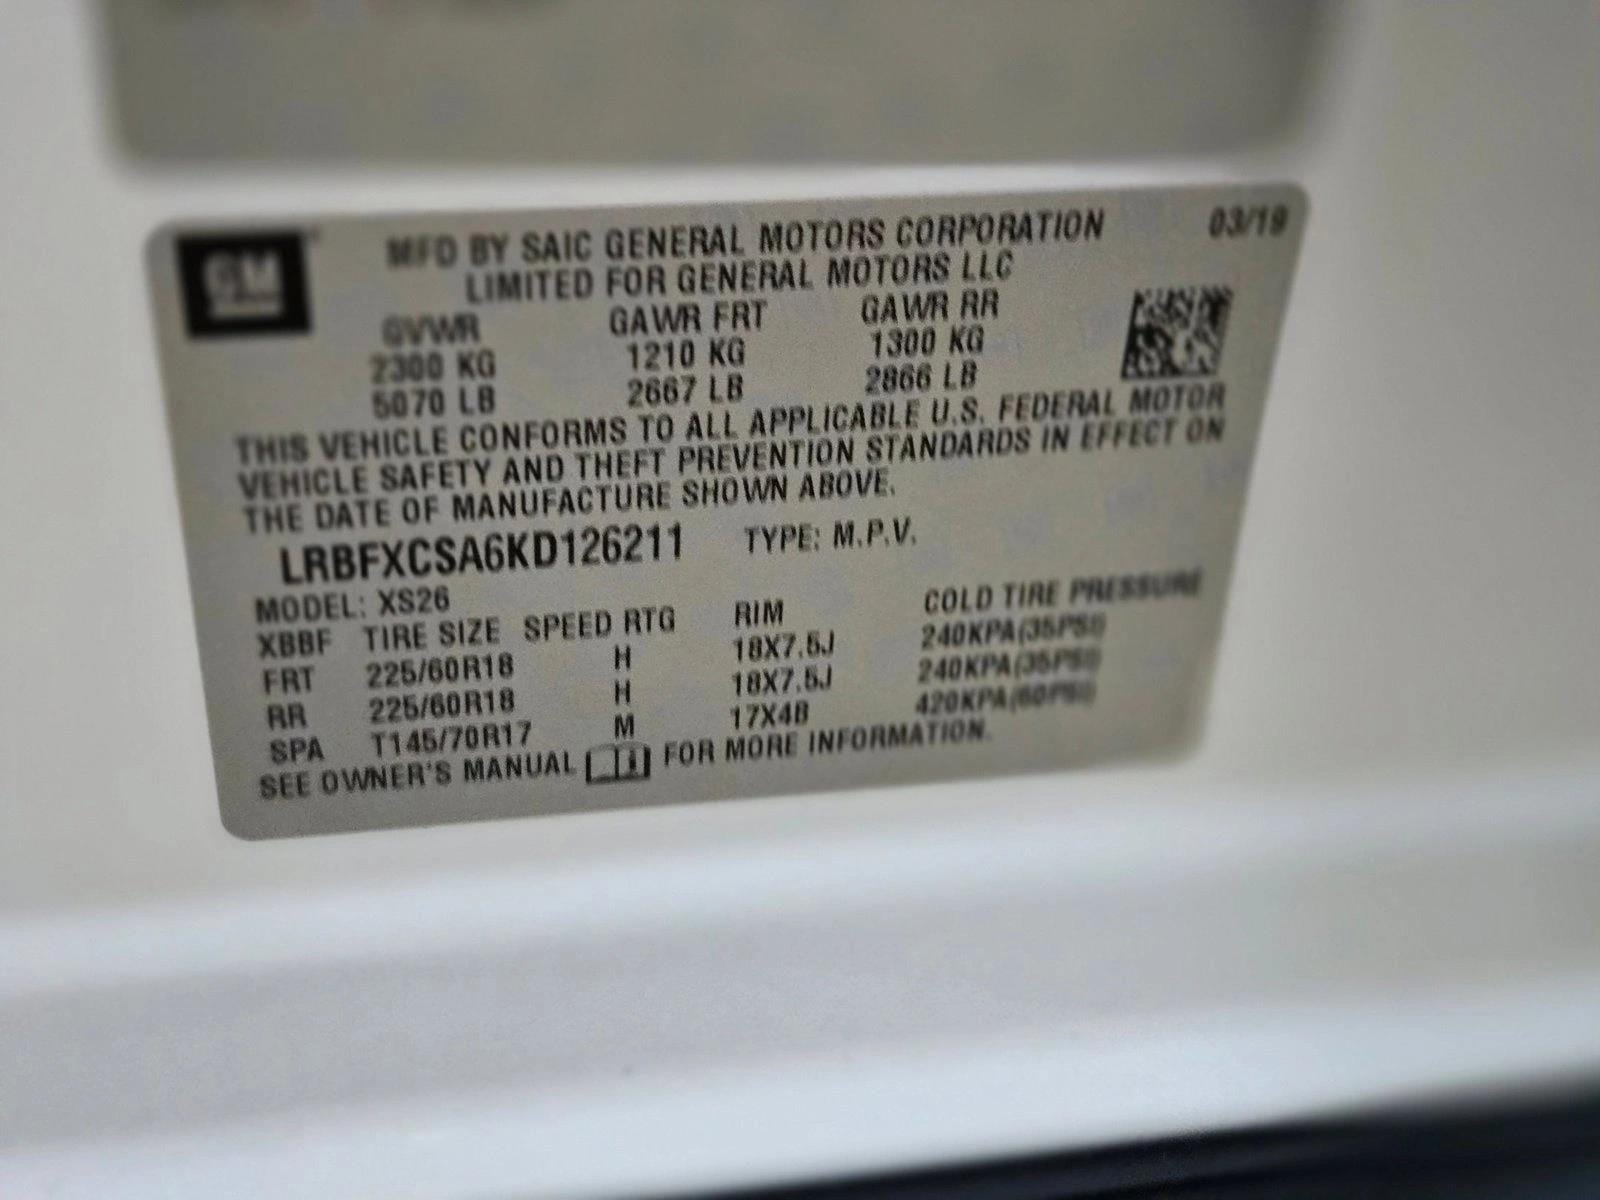 GM
MFD BY SAIC GENERAL MOTORS CORPORATION 03/19
LIMITED FOR GENERAL MOTORS LLC
GVWR GAWR FRT GAWR RR
2300 KG 1210 KG 1300 KG
5070 LB 2667 LB 2866 LB
THIS VEHICLE CONFORMS TO ALL APPLICABLE U.S. FEDERAL MOTOR
VEHICLE SAFETY AND THEFT PREVENTION STANDARDS IN EFFECT ON
THE DATE OF MANUFACTURE SHOWN ABOVE.
LRBFXCSA6KD126211 TYPE: M.P.V.
MODEL: XS26
XBBF TIRE SIZE SPEED RTG RIM COLD TIRE PRESSURE
FRT 225/60R18 H 18X7.5J 240KPA(35PSI)
RR 225/60R18 H 18X7.5J 240KPA(35PSI)
SPA T145/70R17 M 17X4B 420KPA(60PSI)
SEE OWNER'S MANUAL FOR MORE INFORMATION.